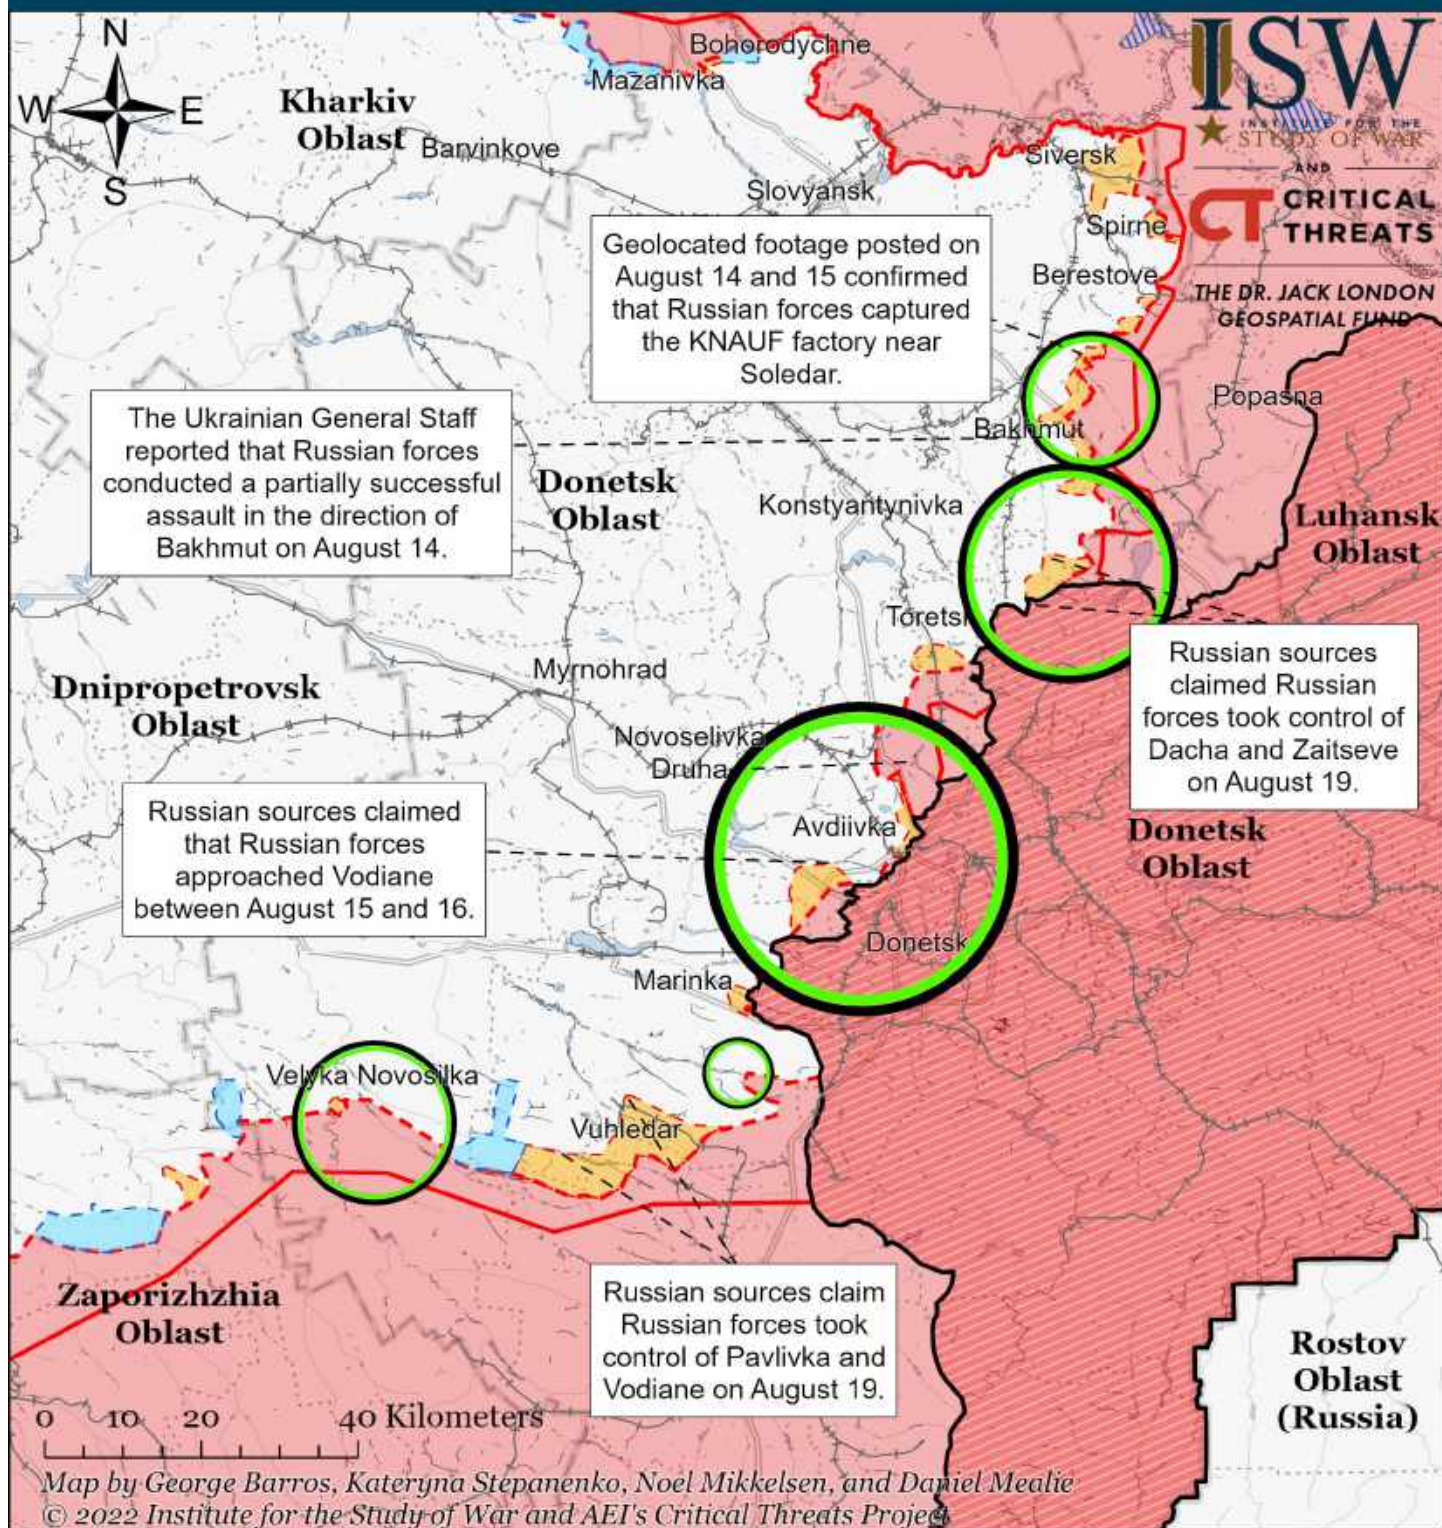 N
W
E
S
Kharkiv
Oblast
Barvinkove
Bohorodychne
Mazanivka
Slovyansk
Siversk
Spirne
Berestove
ISW
INSTITUTE FOR THE
STUDY OF WAR
AND
CT CRITICAL
THREATS
THE DR. JACK LONDON
GEOSPATIAL FUND
Geolocated footage posted on
August 14 and 15 confirmed
that Russian forces captured
the KNAUF factory near
Soledar.
The Ukrainian General Staff
reported that Russian forces
conducted a partially successful
assault in the direction of
Bakhmut on August 14.
Popasna
Bakhmut
Donetsk
Oblast
Konstyantynivka
Luhansk
Oblast
Toretsk
Russian sources
claimed Russian
forces took control of
Dacha and Zaitseve
on August 19.
Myrnohrad
Dnipropetrovsk
Oblast
Novoselivka
Druha
Russian sources claimed
that Russian forces
approached Vodiane
between August 15 and 16.
Avdiivka
Donetsk
Oblast
Donetsk
Marinka
Velyka Novosilka
Vuhledar
Zaporizhzhia
Oblast
Russian sources claim
Russian forces took
control of Pavlivka and
Vodiane on August 19.
Rostov
Oblast
(Russia)
0 10 20 40 Kilometers
Map by George Barros, Kateryna Stepanenko, Noel Mikkelsen, and Daniel Mealie
© 2022 Institute for the Study of War and AEI's Critical Threats Project